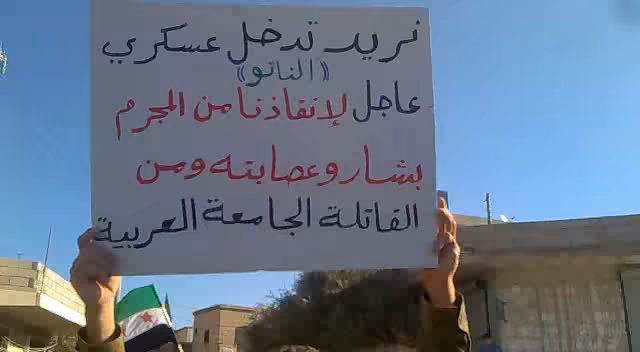 نريد تدخل عسكري
((الناتو))
عاجل لإنقاذنا من المجرم
بشار وعصابته ومن
القاتلة الجامعة العربية